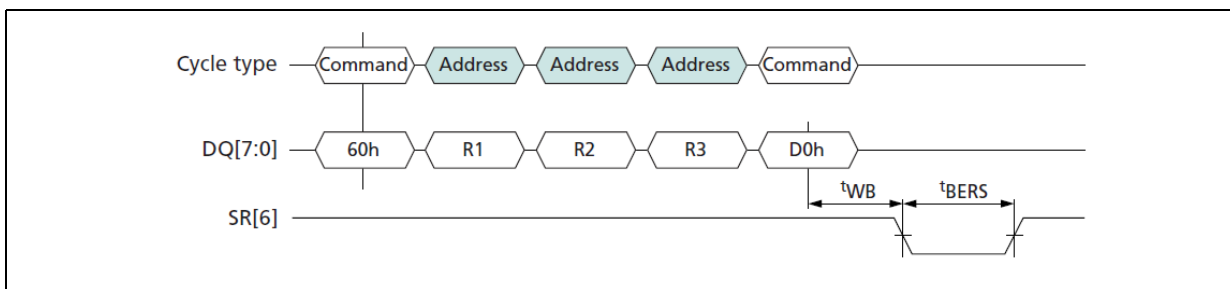 Cycle type Command Address Address Address Command
DQ[7:0] 60h R1 R2 R3 D0h
tWB tBERS
SR[6]